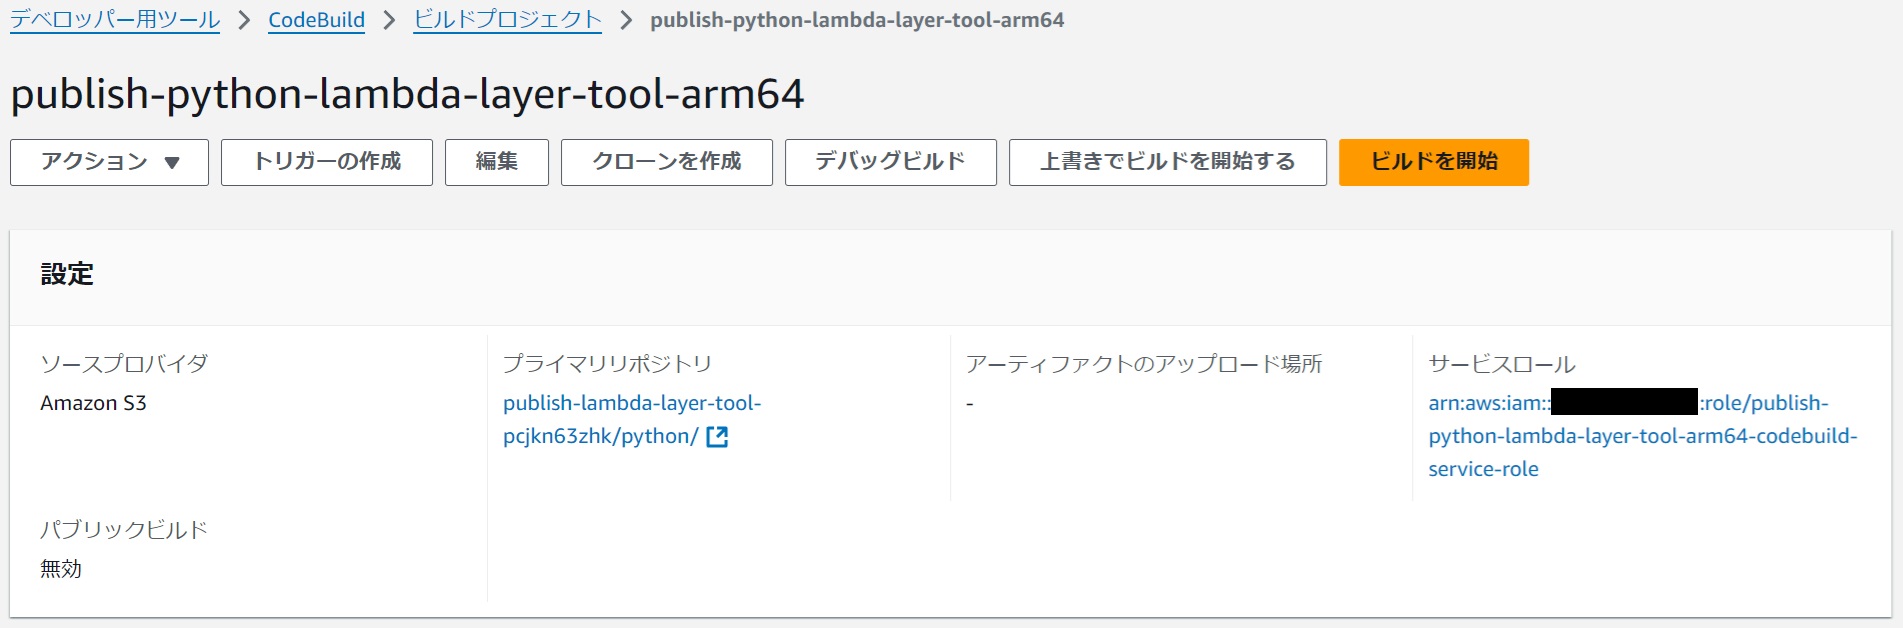 デベロッパー用ツール > CodeBuild > ビルドプロジェクト > publish-python-lambda-layer-tool-arm64
publish-python-lambda-layer-tool-arm64
アクション ▼ トリガーの作成 編集 クローンを作成 デバッグビルド 上書きでビルドを開始する ビルドを開始
設定
ソースプロバイダ
Amazon S3
プライマリリポジトリ
publish-lambda-layer-tool-
pcjkn63zhk/python/
アーティファクトのアップロード場所
-
サービスロール
arn:aws:iam:: :role/publish-
python-lambda-layer-tool-arm64-codebuild-
service-role
パブリックビルド
無効